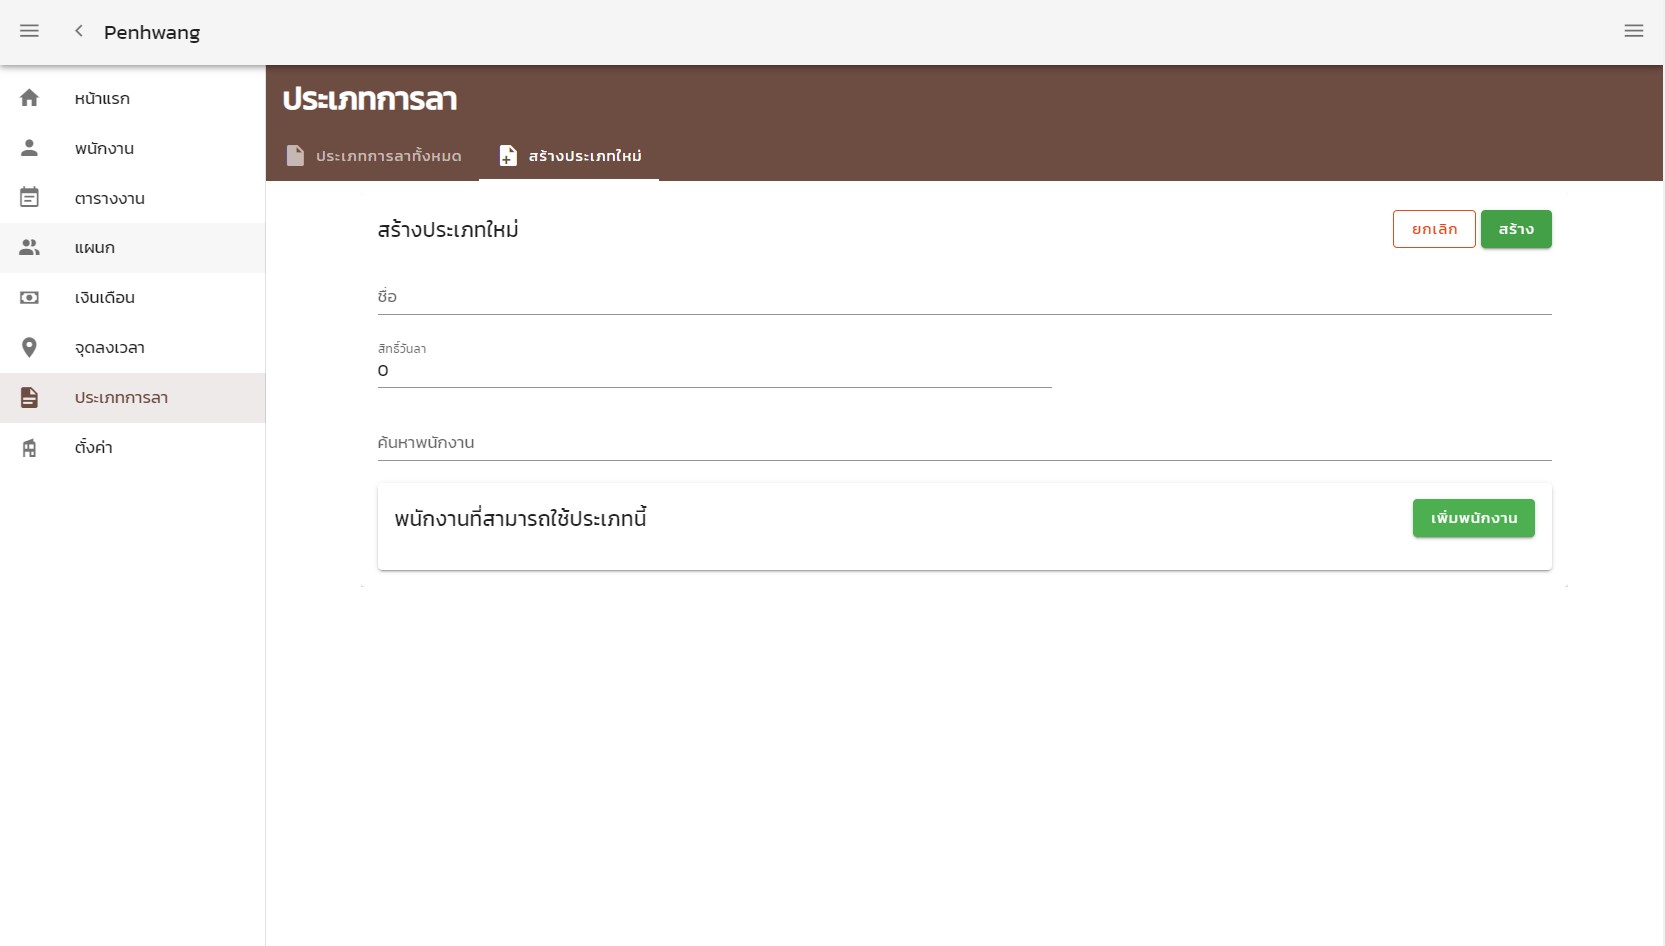 Penhwang
หน้าแรก
พนักงาน
ตารางงาน
แผนก
เงินเดือน
จุดลงเวลา
ประเภทการลา
ตั้งค่า
ประเภทการลา
ประเภทการลาทั้งหมด
สร้างประเภทใหม่
สร้างประเภทใหม่
ยกเลิก
สร้าง
ชื่อ
สิทธิ์วันลา
0
ค้นหาพนักงาน
พนักงานที่สามารถใช้ประเภทนี้
เพิ่มพนักงาน